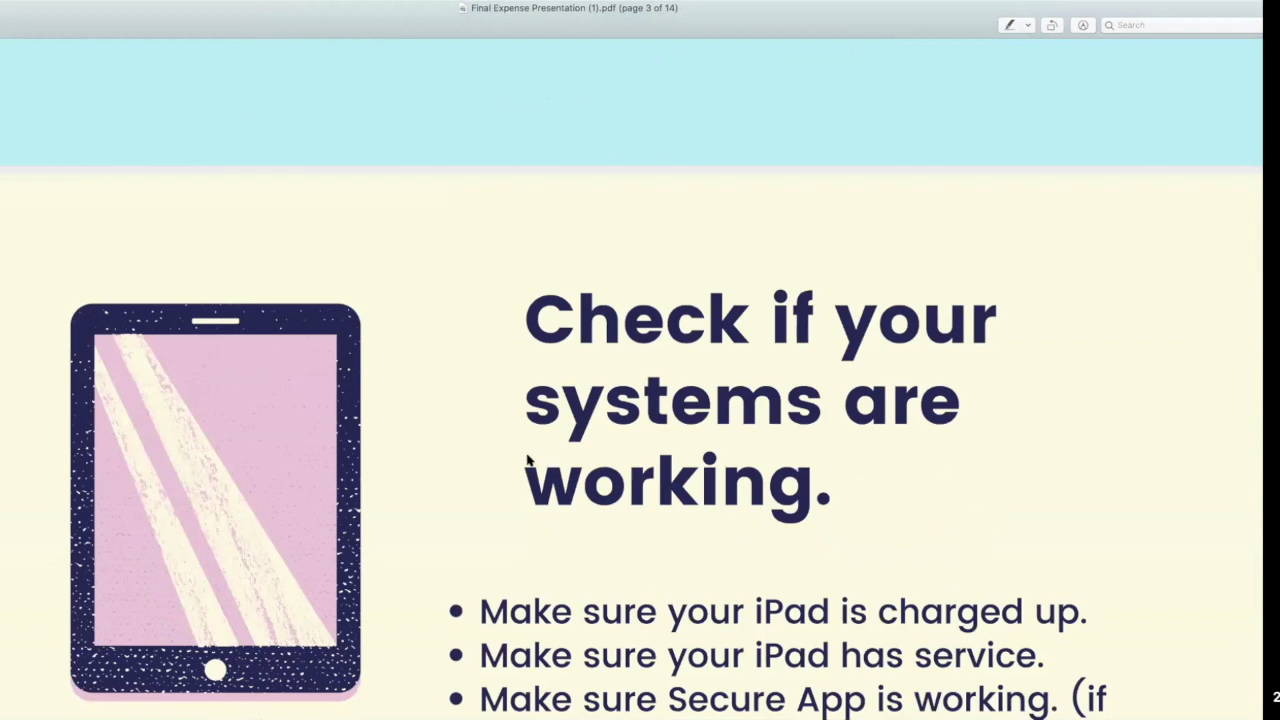 Final Expense Presentation (1).pdf (page 3 of 14)
Search
Check if your
systems are
working.
• Make sure your iPad is charged up.
• Make sure your iPad has service.
• Make sure Secure App is working. (if
2